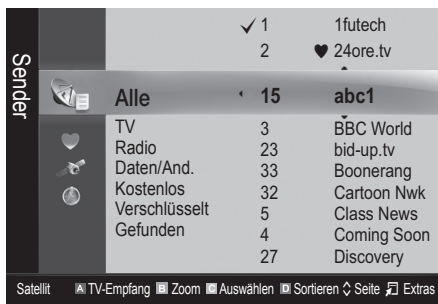 Sender
✓ 1 1futech
2 ♥ 24ore.tv
Alle 15 abc1
TV 3 BBC World
Radio 23 bid-up.tv
Daten/And. 33 Boonerang
Kostenlos 32 Cartoon Nwk
Verschlüsselt 5 Class News
Gefunden 4 Coming Soon
27 Discovery
Satellit A TV-Empfang B Zoom C Auswählen D Sortieren Seite Extras